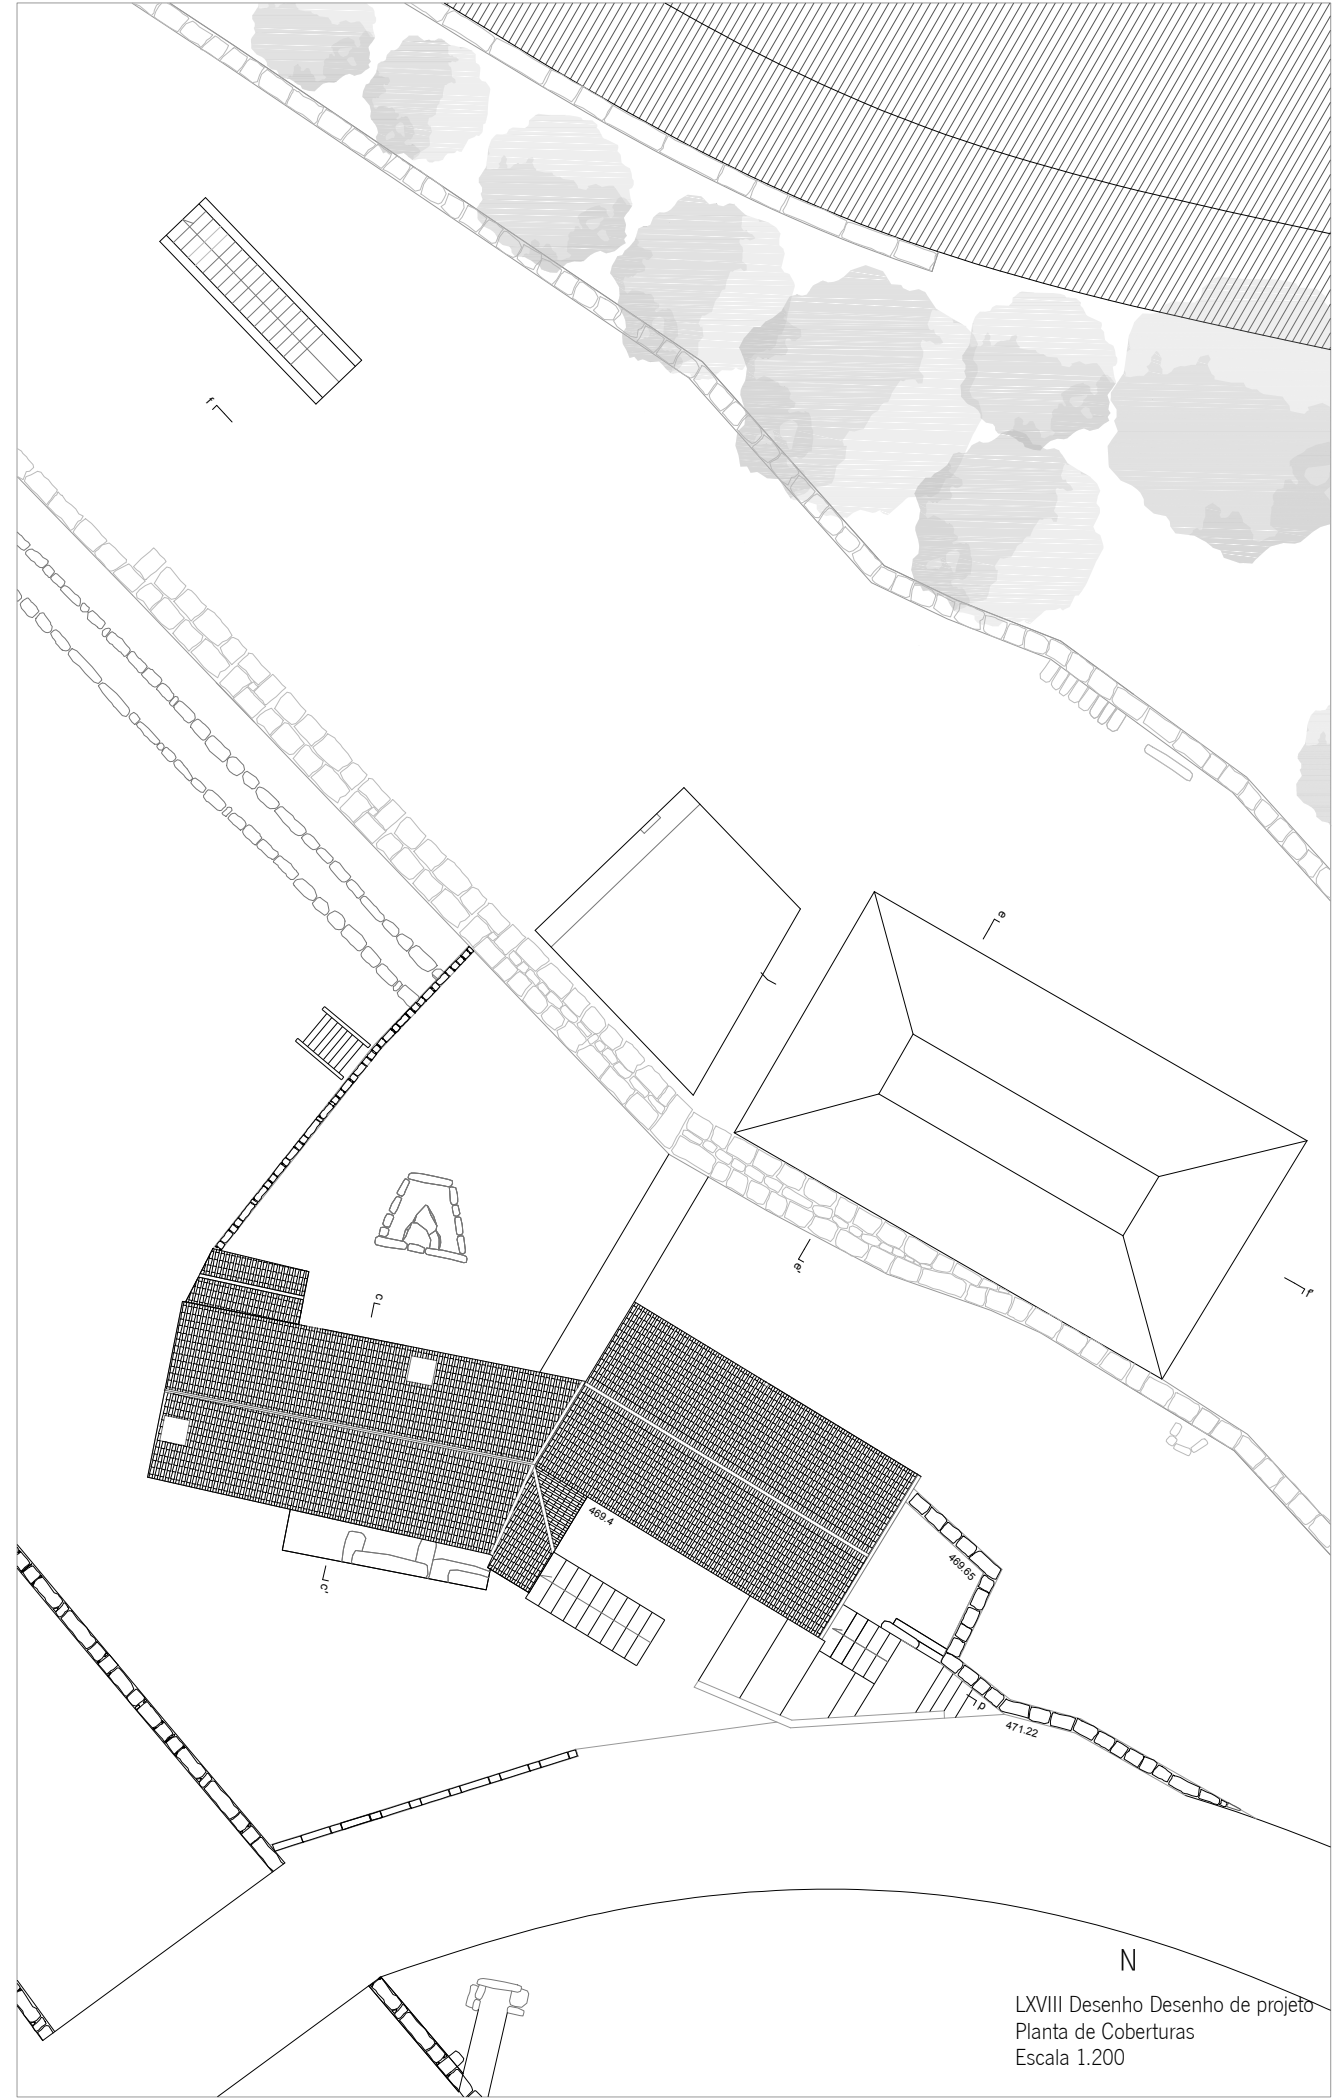 f
e
e'
f'
c
469.4
469.65
c'
d
471.22
N
LXVIII Desenho Desenho de projeto
Planta de Coberturas
Escala 1.200